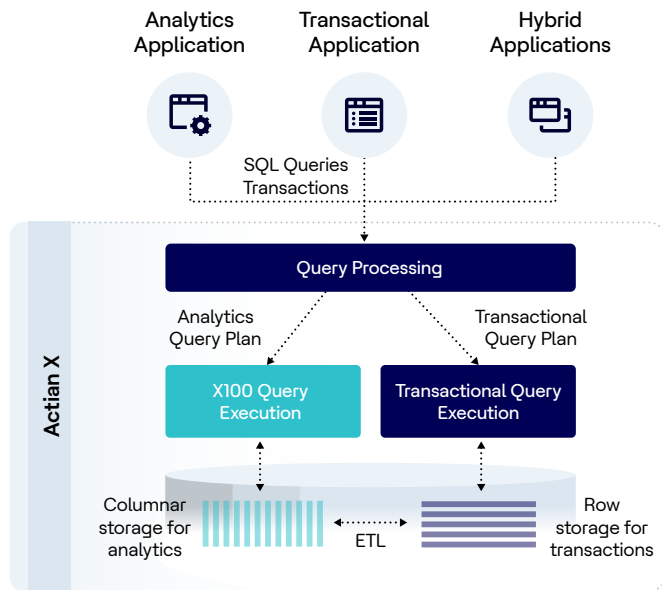 Analytics
Application
Transactional
Application
Hybrid
Applications
SQL Queries
Transactions
Actian X
Query Processing
Analytics
Query Plan
Transactional
Query Plan
X100 Query
Execution
Transactional Query
Execution
Columnar
storage for
analytics
ETL
Row
storage for
transactions